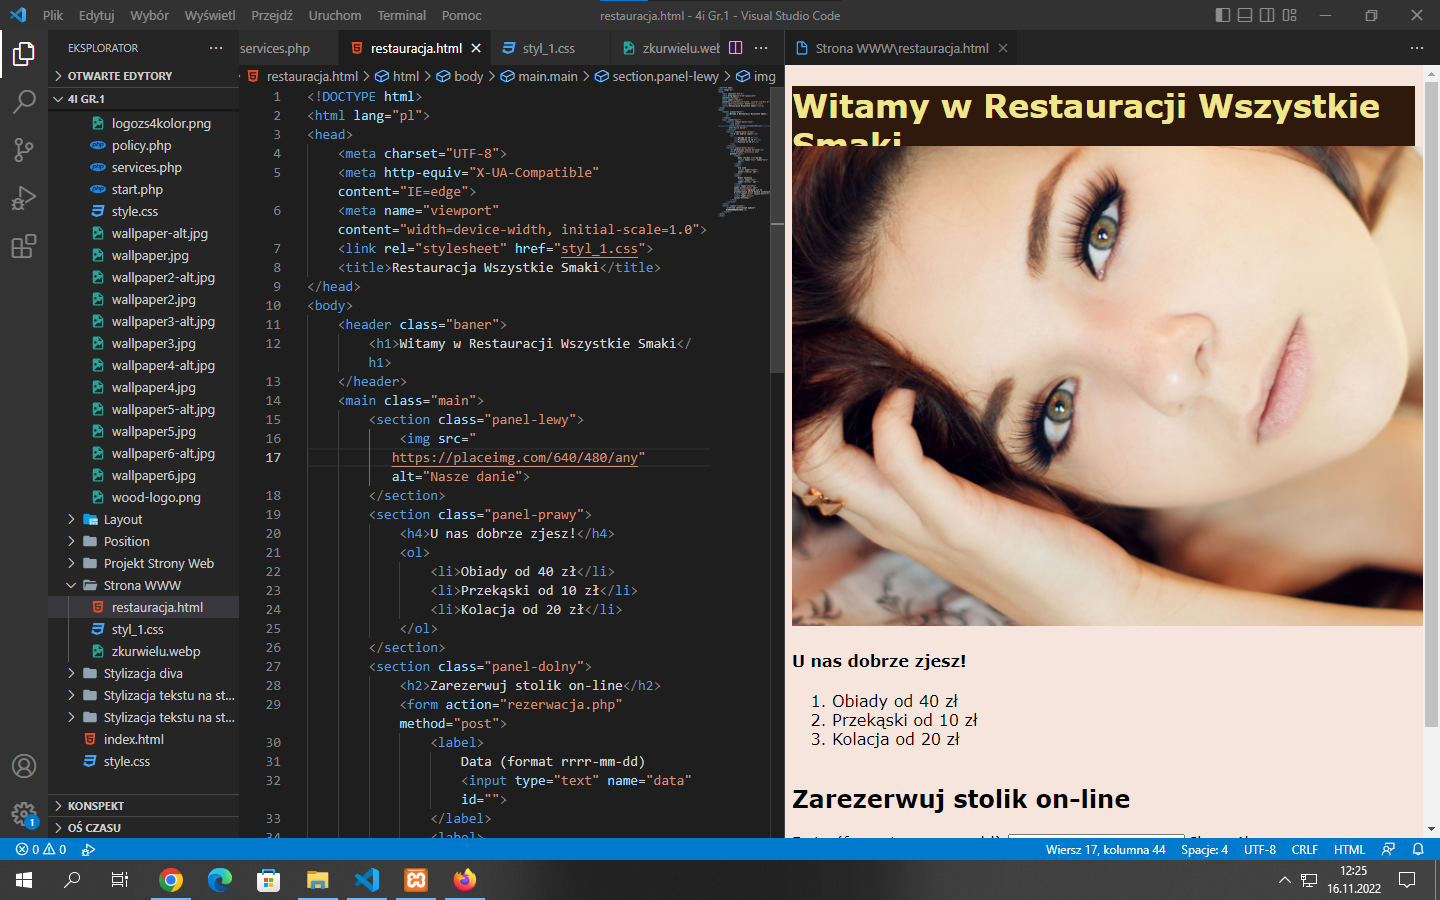 Plik Edytuj Wybór Wyświetl Przejdź Uruchom Terminal Pomoc
restauracja.html - 4i Gr.1 - Visual Studio Code
EKSPLORATOR
OTWARTE EDYTORY
4I GR.1
logozs4kolor.png
policy.php
services.php
start.php
style.css
wallpaper-alt.jpg
wallpaper.jpg
wallpaper2-alt.jpg
wallpaper2.jpg
wallpaper3-alt.jpg
wallpaper3.jpg
wallpaper4-alt.jpg
wallpaper4.jpg
wallpaper5-alt.jpg
wallpaper5.jpg
wallpaper6-alt.jpg
wallpaper6.jpg
wood-logo.png
Layout
Position
Projekt Strony Web
Strona WWW
restauracja.html
styl_1.css
zkurwielu.webp
Stylizacja diva
Stylizacja tekstu na st...
Stylizacja tekstu na st...
index.html
style.css
KONSPEKT
OŚ CZASU
services.php restauracja.html styl_1.css zkurwielu.web
restauracja.html > html > body > main.main > section.panel-lewy > img
1 <!DOCTYPE html>
2 <html lang="pl">
3 <head>
4 <meta charset="UTF-8">
5 <meta http-equiv="X-UA-Compatible"
content="IE=edge">
6 <meta name="viewport"
content="width=device-width, initial-scale=1.0">
7 <link rel="stylesheet" href="styl_1.css">
8 <title>Restauracja Wszystkie Smaki</title>
9 </head>
10 <body>
11 <header class="baner">
12 <h1>Witamy w Restauracji Wszystkie Smaki</
h1>
13 </header>
14 <main class="main">
15 <section class="panel-lewy">
16 <img src="
17 https://placeimg.com/640/480/any"
alt="Nasze danie">
18 </section>
19 <section class="panel-prawy">
20 <h4>U nas dobrze zjesz!</h4>
21 <ol>
22 <li>Obiady od 40 zł</li>
23 <li>Przekąski od 10 zł</li>
24 <li>Kolacja od 20 zł</li>
25 </ol>
26 </section>
27 <section class="panel-dolny">
28 <h2>Zarezerwuj stolik on-line</h2>
29 <form action="rezerwacja.php"
method="post">
30 <label>
31 Data (format rrrr-mm-dd)
32 <input type="text" name="data"
id="">
33 </label>
34 <label>
Strona WWW\restauracja.html
Witamy w Restauracji Wszystkie
Smaki
U nas dobrze zjesz!
1. Obiady od 40 zł
2. Przekąski od 10 zł
3. Kolacja od 20 zł
Zarezerwuj stolik on-line
0 0
Wiersz 17, kolumna 44 Spacje: 4 UTF-8 CRLF HTML
1
12:25
16.11.2022